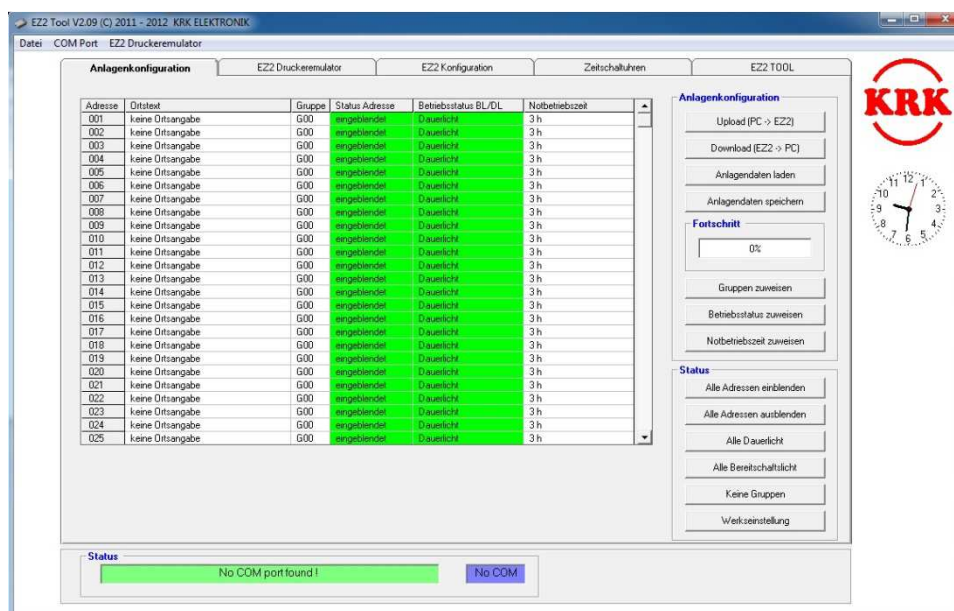 EZ2 Tool V2.09 (C) 2011 - 2012 KRK ELEKTRONIK
Datei COM Port EZ2 Druckeremulator
Anlagenkonfiguration EZ2 Druckeremulator EZ2 Konfiguration Zeitschaltuhren EZ2 TOOL
Adresse Ortstext Gruppe Status Adresse Betriebsstatus BL/DL Notbetriebszeit
001 keine Ortsangabe G00 eingeblendet Dauerlicht 3 h
002 keine Ortsangabe G00 eingeblendet Dauerlicht 3 h
003 keine Ortsangabe G00 eingeblendet Dauerlicht 3 h
004 keine Ortsangabe G00 eingeblendet Dauerlicht 3 h
005 keine Ortsangabe G00 eingeblendet Dauerlicht 3 h
006 keine Ortsangabe G00 eingeblendet Dauerlicht 3 h
007 keine Ortsangabe G00 eingeblendet Dauerlicht 3 h
008 keine Ortsangabe G00 eingeblendet Dauerlicht 3 h
009 keine Ortsangabe G00 eingeblendet Dauerlicht 3 h
010 keine Ortsangabe G00 eingeblendet Dauerlicht 3 h
011 keine Ortsangabe G00 eingeblendet Dauerlicht 3 h
012 keine Ortsangabe G00 eingeblendet Dauerlicht 3 h
013 keine Ortsangabe G00 eingeblendet Dauerlicht 3 h
014 keine Ortsangabe G00 eingeblendet Dauerlicht 3 h
015 keine Ortsangabe G00 eingeblendet Dauerlicht 3 h
016 keine Ortsangabe G00 eingeblendet Dauerlicht 3 h
017 keine Ortsangabe G00 eingeblendet Dauerlicht 3 h
018 keine Ortsangabe G00 eingeblendet Dauerlicht 3 h
019 keine Ortsangabe G00 eingeblendet Dauerlicht 3 h
020 keine Ortsangabe G00 eingeblendet Dauerlicht 3 h
021 keine Ortsangabe G00 eingeblendet Dauerlicht 3 h
022 keine Ortsangabe G00 eingeblendet Dauerlicht 3 h
023 keine Ortsangabe G00 eingeblendet Dauerlicht 3 h
024 keine Ortsangabe G00 eingeblendet Dauerlicht 3 h
025 keine Ortsangabe G00 eingeblendet Dauerlicht 3 h
Anlagenkonfiguration
Upload (PC -> EZ2)
Download (EZ2 -> PC)
Anlagendaten laden
Anlagendaten speichern
Fortschritt
0%
Gruppen zuweisen
Betriebsstatus zuweisen
Notbetriebszeit zuweisen
Status
Alle Adressen einblenden
Alle Adressen ausblenden
Alle Dauerlicht
Alle Bereitschaftslicht
Keine Gruppen
Werkseinstellung
KRK
12 1 2 3 4 5 6 7 8 9 10 11
Status
No COM port found ! No COM